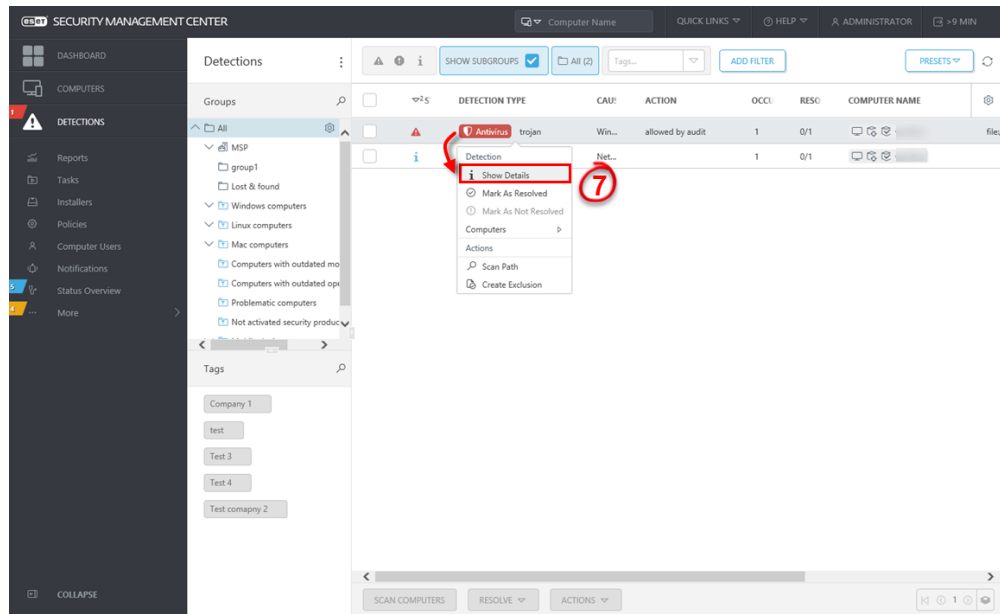 eset SECURITY MANAGEMENT CENTER
Computer Name
QUICK LINKS
HELP
ADMINISTRATOR
>9 MIN
DASHBOARD
COMPUTERS
1
DETECTIONS
Reports
Tasks
Installers
Policies
Computer Users
Notifications
5
Status Overview
4
More
COLLAPSE
Detections
Groups
All
MSP
group1
Lost & found
Windows computers
Linux computers
Mac computers
Computers with outdated mo
Computers with outdated ope
Problematic computers
Not activated security produc
Tags
Company 1
test
Test 3
Test 4
Test comapny 2
SHOW SUBGROUPS
All (2)
Tags...
ADD FILTER
PRESETS
2 S
DETECTION TYPE
CAUS
ACTION
OCCU
RESO
COMPUTER NAME
Antivirus trojan
Win...
allowed by audit
1
0/1
file:
Net...
1
0/1
Detection
Show Details
7
Mark As Resolved
Mark As Not Resolved
Computers
Actions
Scan Path
Create Exclusion
SCAN COMPUTERS
RESOLVE
ACTIONS
1